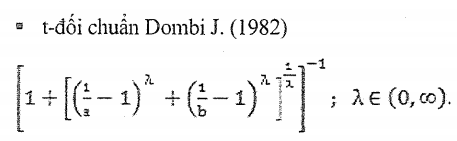 ▫ t-đối chuẩn Dombi J. (1982)
[1 + [(1/a − 1)^λ + (1/b − 1)^λ]^(1/λ)]^(−1) ; λ ∈ (0, ∞).